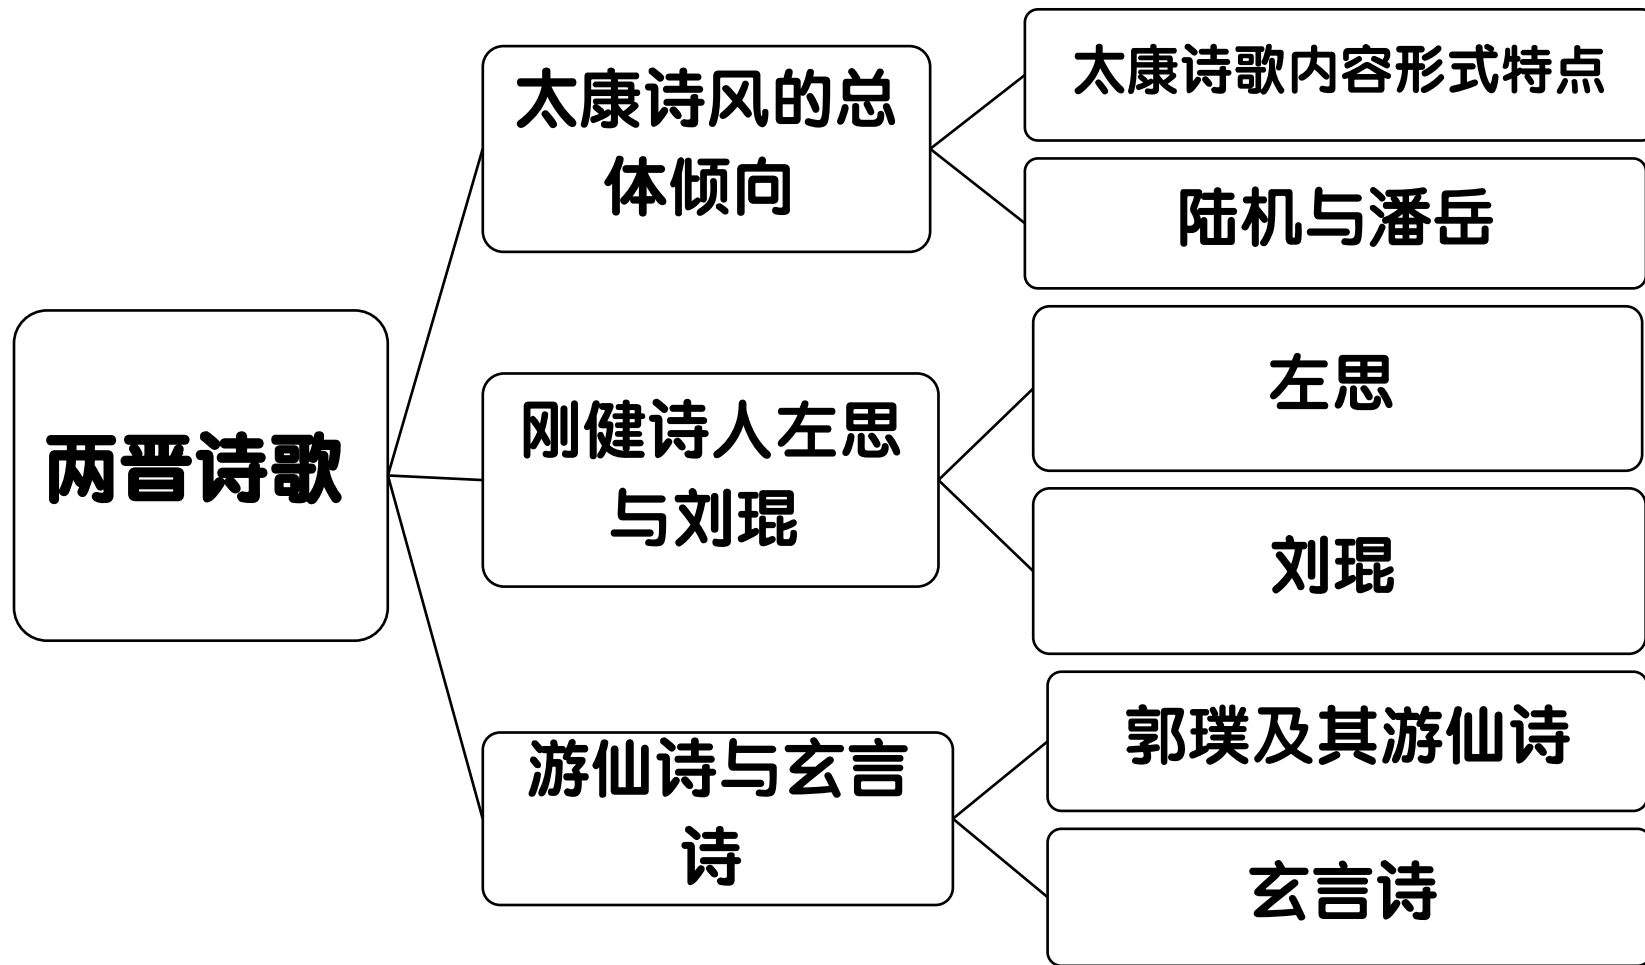 两晋诗歌
太康诗风的总
体倾向
太康诗歌内容形式特点
陆机与潘岳
刚健诗人左思
与刘琨
左思
刘琨
游仙诗与玄言
诗
郭璞及其游仙诗
玄言诗